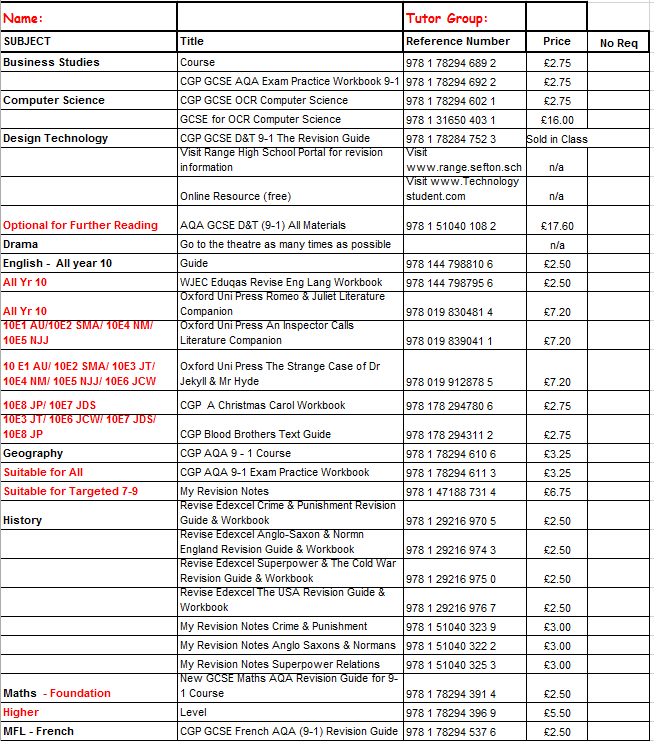 Name: Tutor Group:
SUBJECT Title Reference Number Price No Req
Business Studies Course 978 1 78294 689 2 £2.75
CGP GCSE AQA Exam Practice Workbook 9-1 978 1 78294 692 2 £2.75
Computer Science CGP GCSE OCR Computer Science 978 1 78294 602 1 £2.75
GCSE for OCR Computer Science 978 1 31650 403 1 £16.00
Design Technology CGP GCSE D&T 9-1 The Revision Guide 978 1 78284 752 3 Sold in Class
Visit Range High School Portal for revision Visit
information www.range.sefton.sch n/a
Visit www.Technology
Online Resource (free) student.com n/a
Optional for Further Reading AQA GCSE D&T (9-1) All Materials 978 1 51040 108 2 £17.60
Drama Go to the theatre as many times as possible n/a
English - All year 10 Guide 978 144 798810 6 £2.50
All Yr 10 WJEC Eduqas Revise Eng Lang Workbook 978 144 798795 6 £2.50
Oxford Uni Press Romeo & Juliet Literature
All Yr 10 Companion 978 019 830481 4 £7.20
10E1 AU/10E2 SMA/ 10E4 NM/ Oxford Uni Press An Inspector Calls
10E5 NJJ Literature Companion 978 019 839041 1 £7.20
10 E1 AU/ 10E2 SMA/ 10E3 JT/ Oxford Uni Press The Strange Case of Dr
10E4 NM/ 10E5 NJJ/ 10E6 JCW Jekyll & Mr Hyde 978 019 912878 5 £7.20
10E8 JP/ 10E7 JDS CGP A Christmas Carol Workbook 978 178 294780 6 £2.75
10E3 JT/ 10E6 JCW/ 10E7 JDS/
10E8 JP CGP Blood Brothers Text Guide 978 178 294311 2 £2.75
Geography CGP AQA 9 - 1 Course 978 1 78294 610 6 £3.25
Suitable for All CGP AQA 9-1 Exam Practice Workbook 978 1 78294 611 3 £3.25
Suitable for Targeted 7-9 My Revision Notes 978 1 47188 731 4 £6.75
Revise Edexcel Crime & Punishment Revision
History Guide & Workbook 978 1 29216 970 5 £2.50
Revise Edexcel Anglo-Saxon & Normn
England Revision Guide & Workbook 978 1 29216 974 3 £2.50
Revise Edexcel Superpower & The Cold War
Revision Guide & Workbook 978 1 29216 975 0 £2.50
Revise Edexcel The USA Revision Guide &
Workbook 978 1 29216 976 7 £2.50
My Revision Notes Crime & Punishment 978 1 51040 323 9 £3.00
My Revision Notes Anglo Saxons & Normans 978 1 51040 322 2 £3.00
My Revision Notes Superpower Relations 978 1 51040 325 3 £3.00
New GCSE Maths AQA Revision Guide for 9-
Maths - Foundation 1 Course 978 1 78294 391 4 £2.50
Higher Level 978 1 78294 396 9 £5.50
MFL - French CGP GCSE French AQA (9-1) Revision Guide 978 1 78294 537 6 £2.50